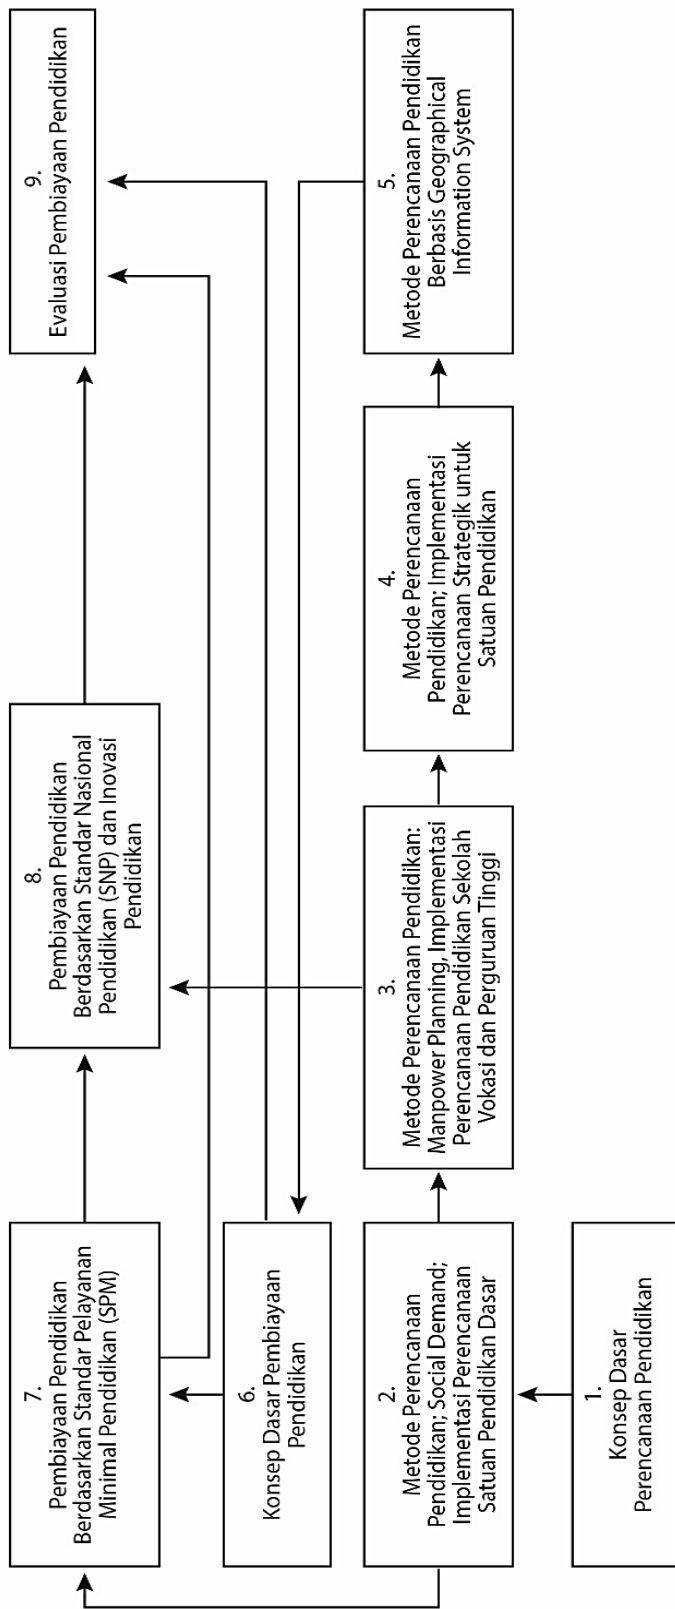 7.
Pembiayaan Pendidikan
Berdasarkan Standar Pelayanan
Minimal Pendidikan (SPM)
8.
Pembiayaan Pendidikan
Berdasarkan Standar Nasional
Pendidikan (SNP) dan Inovasi
Pendidikan
9.
Evaluasi Pembiayaan Pendidikan
6.
Konsep Dasar Pembiayaan
Pendidikan
2.
Metode Perencanaan
Pendidikan; Social Demand;
Implementasi Perencanaan
Satuan Pendidikan Dasar
3.
Metode Perencanaan Pendidikan:
Manpower Planning, Implementasi
Perencanaan Pendidikan Sekolah
Vokasi dan Perguruan Tinggi
4.
Metode Perencanaan
Pendidikan; Implementasi
Perencanaan Strategik untuk
Satuan Pendidikan
5.
Metode Perencanaan Pendidikan
Berbasis Geographical
Information System
1.
Konsep Dasar
Perencanaan Pendidikan